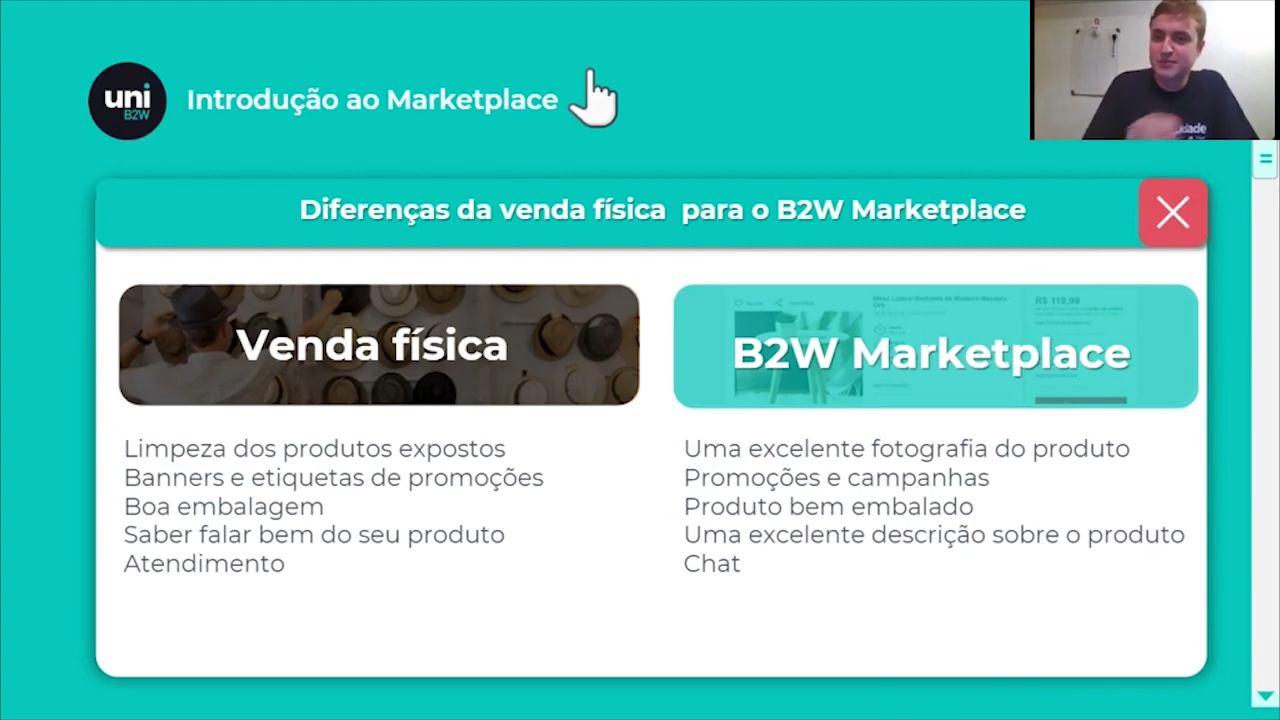 uni
B2W
Introdução ao Marketplace
Diferenças da venda física para o B2W Marketplace
Venda física
B2W Marketplace
R$ 119,99
Limpeza dos produtos expostos
Banners e etiquetas de promoções
Boa embalagem
Saber falar bem do seu produto
Atendimento
Uma excelente fotografia do produto
Promoções e campanhas
Produto bem embalado
Uma excelente descrição sobre o produto
Chat